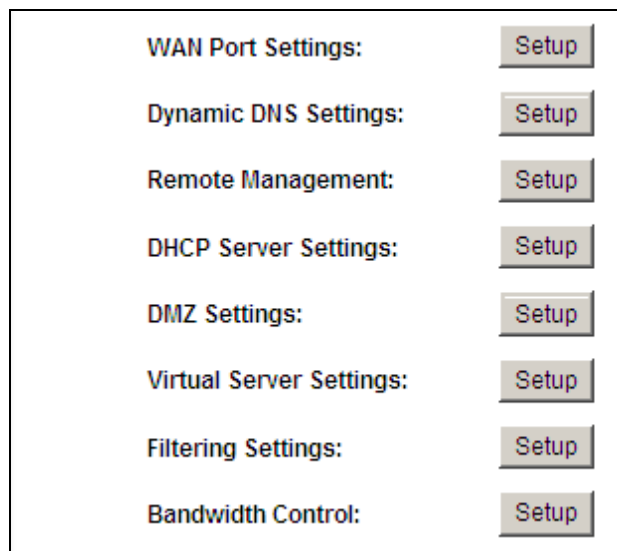 WAN Port Settings: Setup
Dynamic DNS Settings: Setup
Remote Management: Setup
DHCP Server Settings: Setup
DMZ Settings: Setup
Virtual Server Settings: Setup
Filtering Settings: Setup
Bandwidth Control: Setup